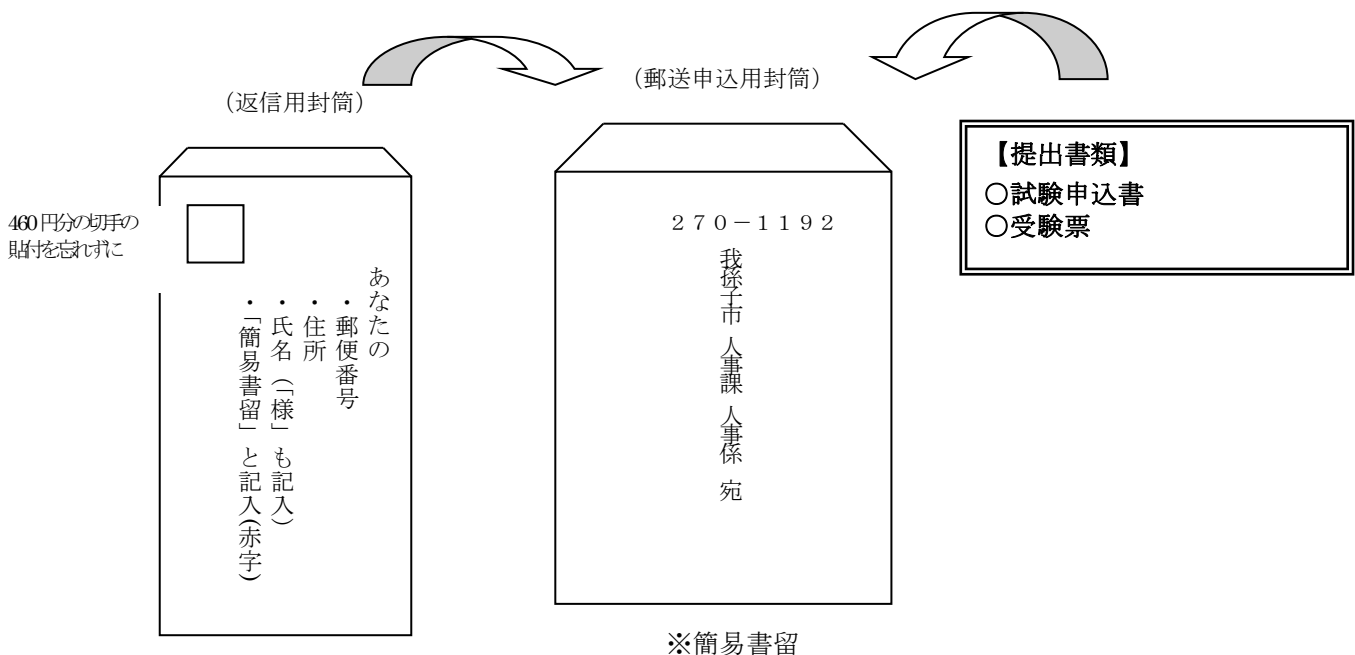 （返信用封筒）
460円分の切手の
貼付を忘れずに
あなたの
・郵便番号
・住所
・氏名（「様」も記入）
・「簡易書留」と記入(赤字)
（郵送申込用封筒）
２７０－１１９２
我孫子市 人事課 人事係 宛
※簡易書留
【提出書類】
○試験申込書
○受験票